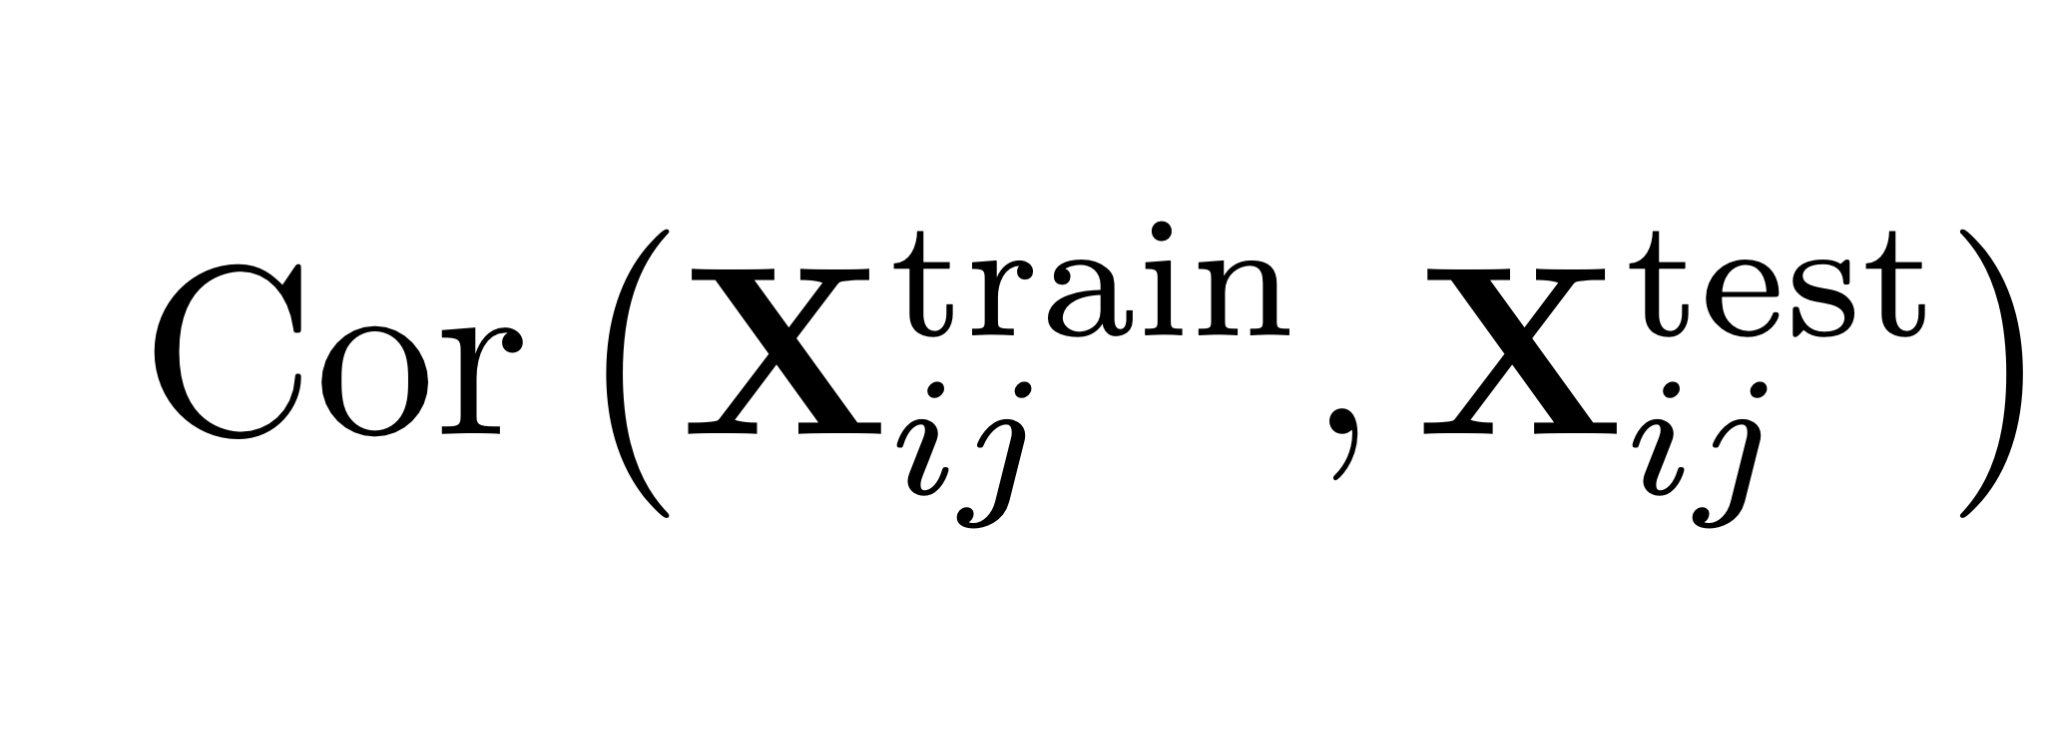 Cor (𝐗_{ij}^{train}, 𝐗_{ij}^{test})